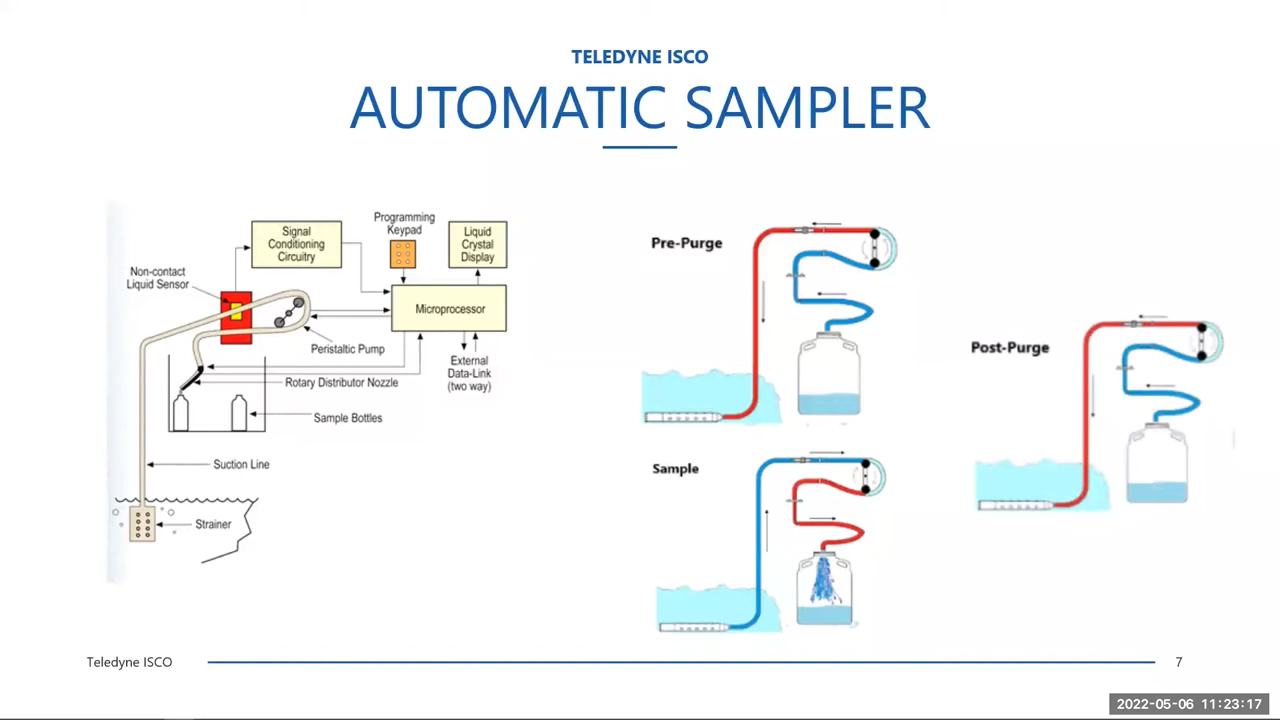 TELEDYNE ISCO
AUTOMATIC SAMPLER
Signal
Conditioning
Circuitry
Programming
Keypad
Liquid
Crystal
Display
Non-contact
Liquid Sensor
Microprocessor
Peristaltic Pump
External
Data-Link
(two way)
Rotary Distributor Nozzle
Sample Bottles
Suction Line
Strainer
Pre-Purge
Sample
Post-Purge
Teledyne ISCO
7
2022-05-06 11:23:17